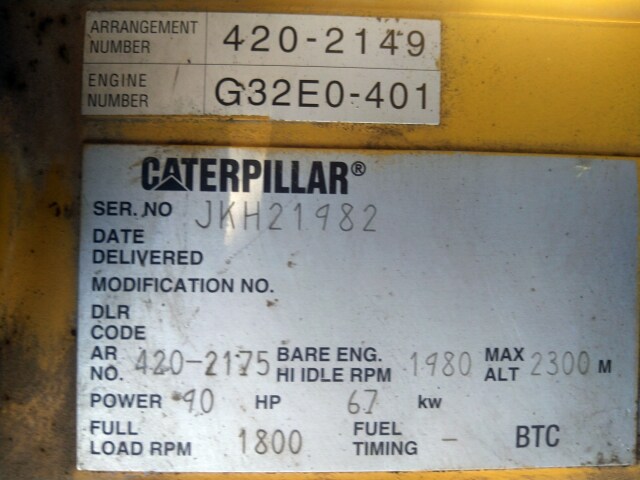 ARRANGEMENT NUMBER 420-2149
ENGINE NUMBER G32E0-401
CATERPILLAR®
SER. NO JKH21982
DATE
DELIVERED
MODIFICATION NO.
DLR
CODE
AR NO. 420-2175 BARE ENG. HI IDLE RPM 1980 MAX ALT 2300 M
POWER 90 HP 67 kw
FULL LOAD RPM 1800 FUEL TIMING - BTC